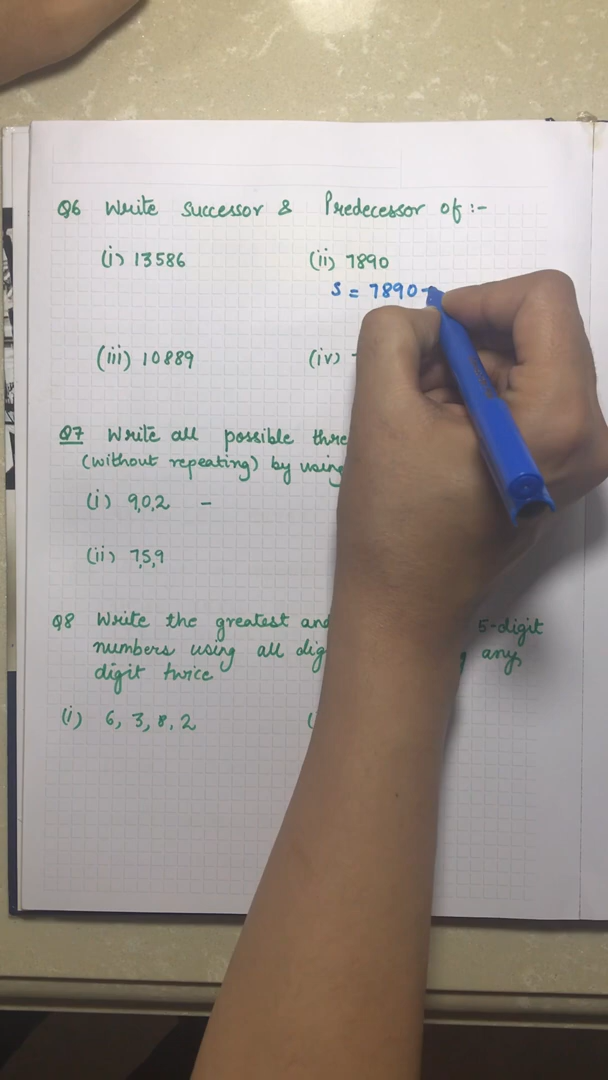 Q6 Write Successor & Predecessor of :-
(i) 13586 (ii) 7890
S = 7890
(iii) 10889 (iv)
Q7 Write all possible
(without repeating) by using
(i) 9,0,2 -
(ii) 7,5,9
Q8 Write the greatest and 5-digit
numbers using all any
digit twice
(i) 6, 3, 8, 2